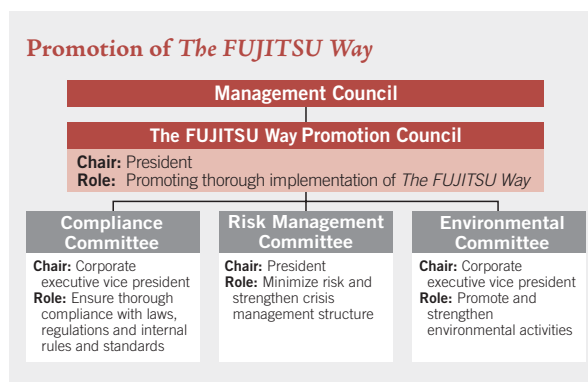 Promotion of The FUJITSU Way
Management Council
The FUJITSU Way Promotion Council
Chair: President
Role: Promoting thorough implementation of The FUJITSU Way
Compliance
Committee
Chair: Corporate
executive vice president
Role: Ensure thorough
compliance with laws,
regulations and internal
rules and standards
Risk Management
Committee
Chair: President
Role: Minimize risk and
strengthen crisis
management structure
Environmental
Committee
Chair: Corporate
executive vice president
Role: Promote and
strengthen
environmental activities